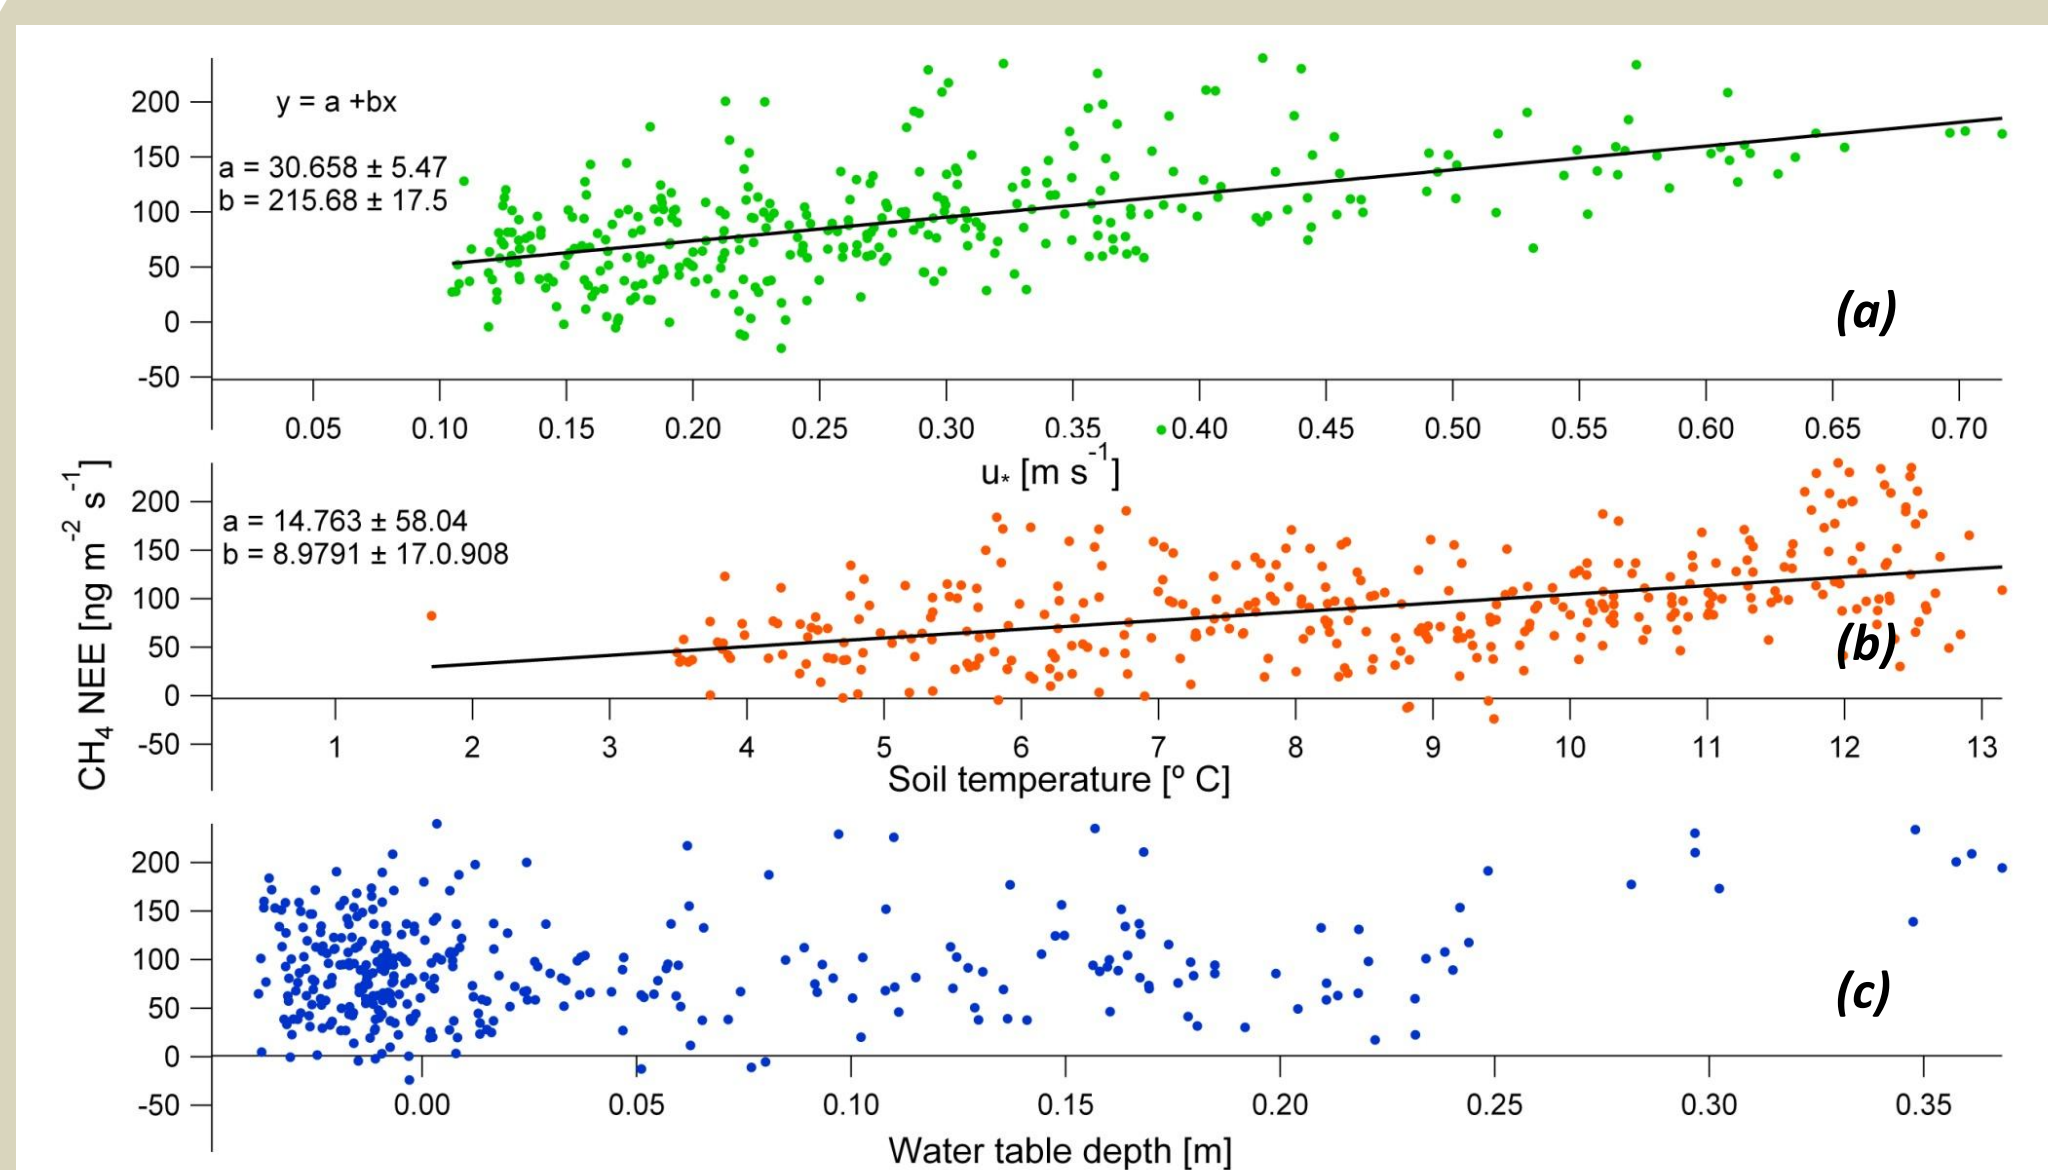 CH4 NEE [ng m-2 s-1]
y = a +bx
a = 30.658 ± 5.47
b = 215.68 ± 17.5
200
150
100
50
0
-50
(a)
0.05 0.10 0.15 0.20 0.25 0.30 0.35 0.40 0.45 0.50 0.55 0.60 0.65 0.70
u* [m s-1]
a = 14.763 ± 58.04
b = 8.9791 ± 17.0.908
200
150
100
50
0
-50
(b)
1 2 3 4 5 6 7 8 9 10 11 12 13
Soil temperature [º C]
200
150
100
50
0
-50
(c)
0.00 0.05 0.10 0.15 0.20 0.25 0.30 0.35
Water table depth [m]